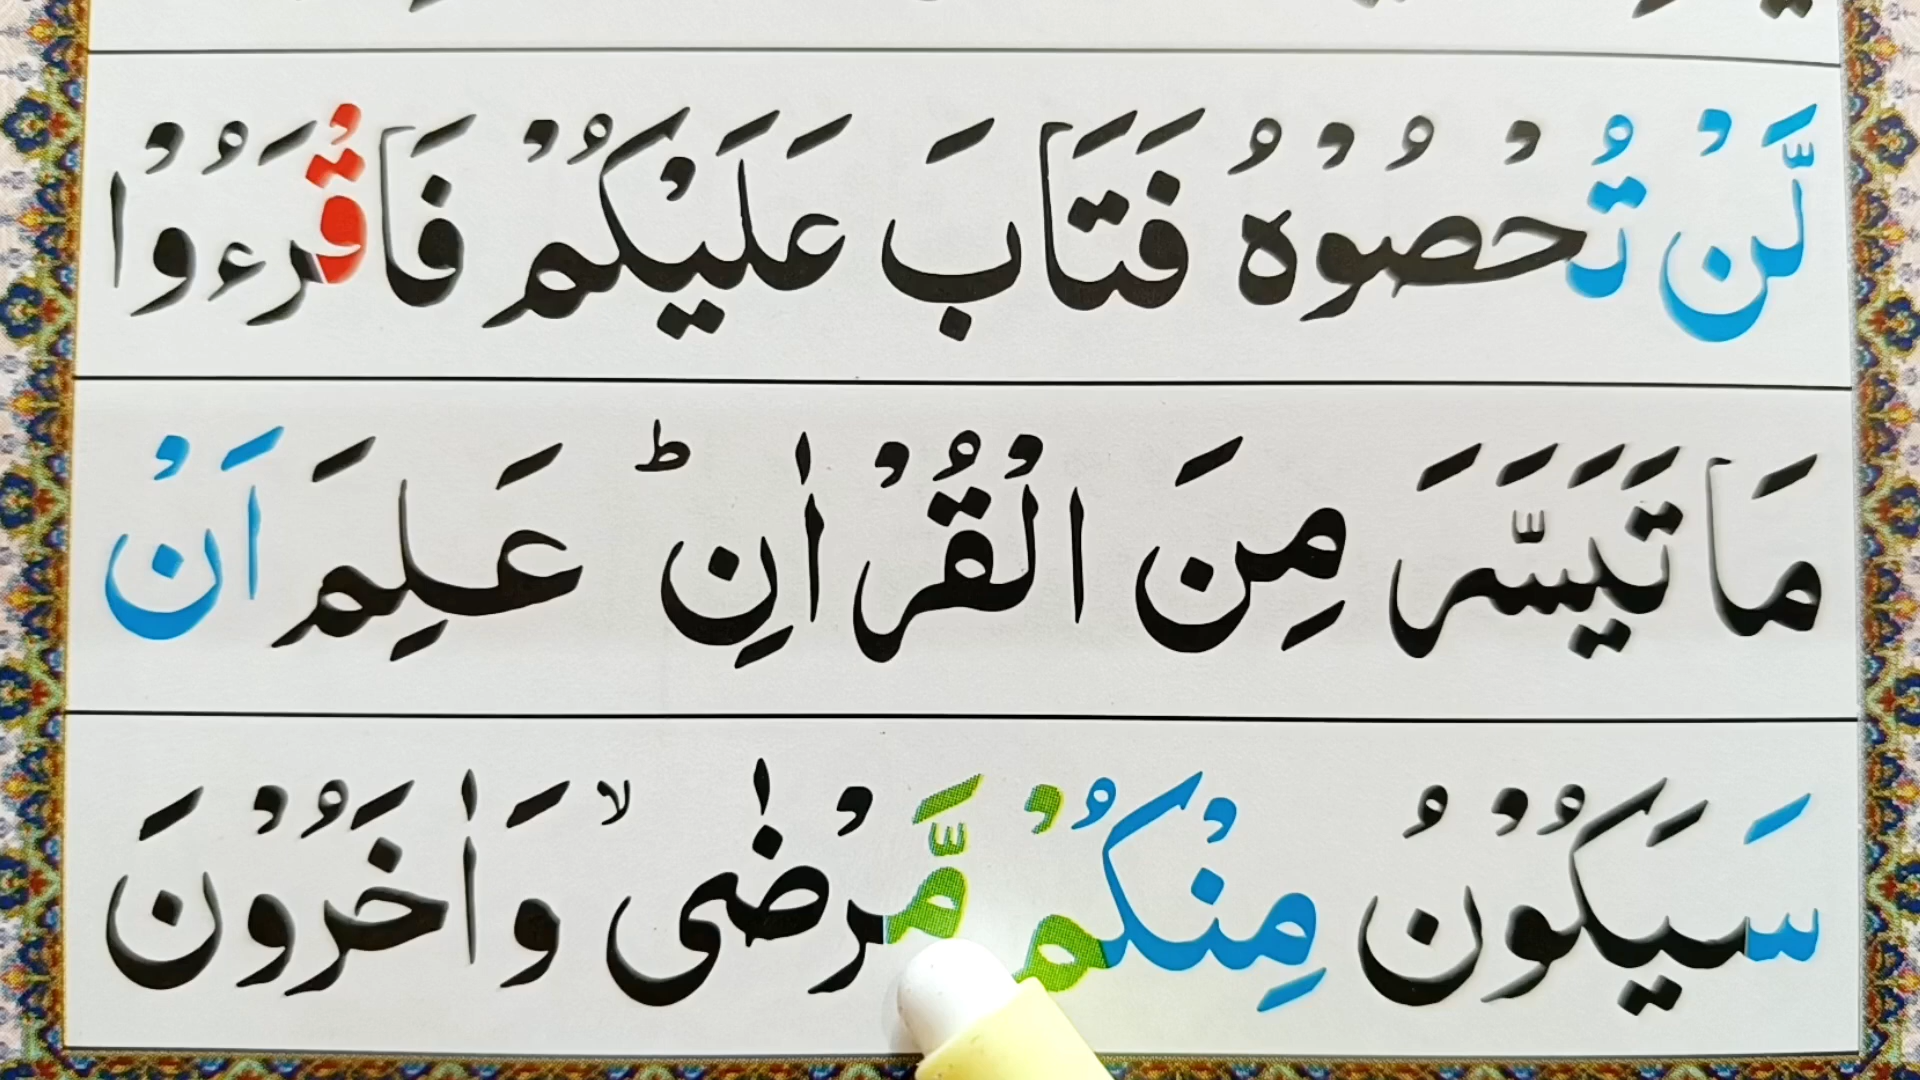 لَّنْ تُحْصُوْهُ فَتَابَ عَلَيْكُمْ فَاقْرَءُوْا
مَا تَيَسَّرَ مِنَ الْقُرْاٰنِ ؕ عَلِمَ اَنْ
سَيَكُوْنُ مِنْكُمْ مَّرْضٰى ۙ وَاٰخَرُوْنَ